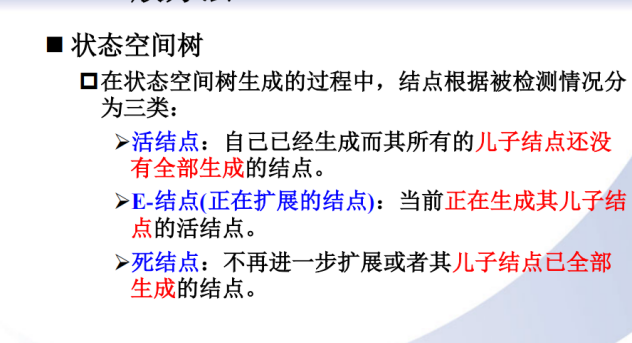 ■ 状态空间树
在状态空间树生成的过程中，结点根据被检测情况分
为三类：
➢活结点：自己已经生成而其所有的儿子结点还没
有全部生成的结点。
➢E-结点(正在扩展的结点)：当前正在生成其儿子结
点的活结点。
➢死结点：不再进一步扩展或者其儿子结点已全部
生成的结点。